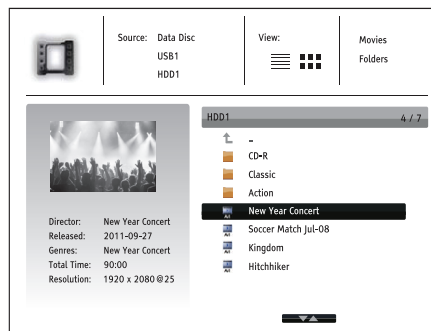 Source: Data Disc
USB1
HDD1
View:
Movies
Folders
HDD1 4 / 7
-
CD-R
Classic
Action
New Year Concert
Soccer Match Jul-08
Kingdom
Hitchhiker
Director: New Year Concert
Released: 2011-09-27
Genres: New Year Concert
Total Time: 90:00
Resolution: 1920 x 2080@25